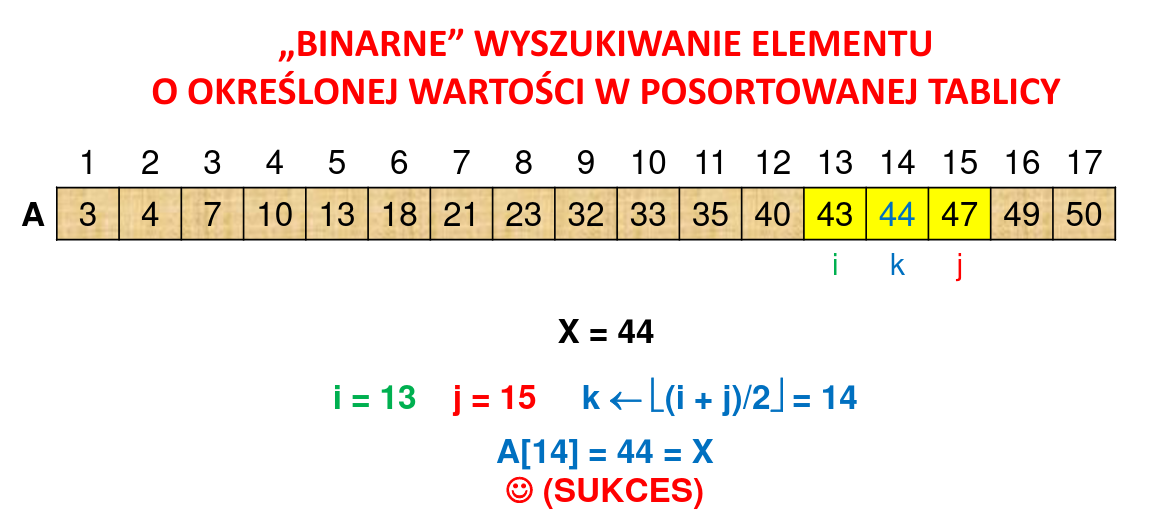 „BINARNE” WYSZUKIWANIE ELEMENTU
O OKREŚLONEJ WARTOŚCI W POSORTOWANEJ TABLICY
1 2 3 4 5 6 7 8 9 10 11 12 13 14 15 16 17
A 3 4 7 10 13 18 21 23 32 33 35 40 43 44 47 49 50
i k j
X = 44
i = 13 j = 15 k ← ⌊(i + j)/2⌋ = 14
A[14] = 44 = X
☺ (SUKCES)